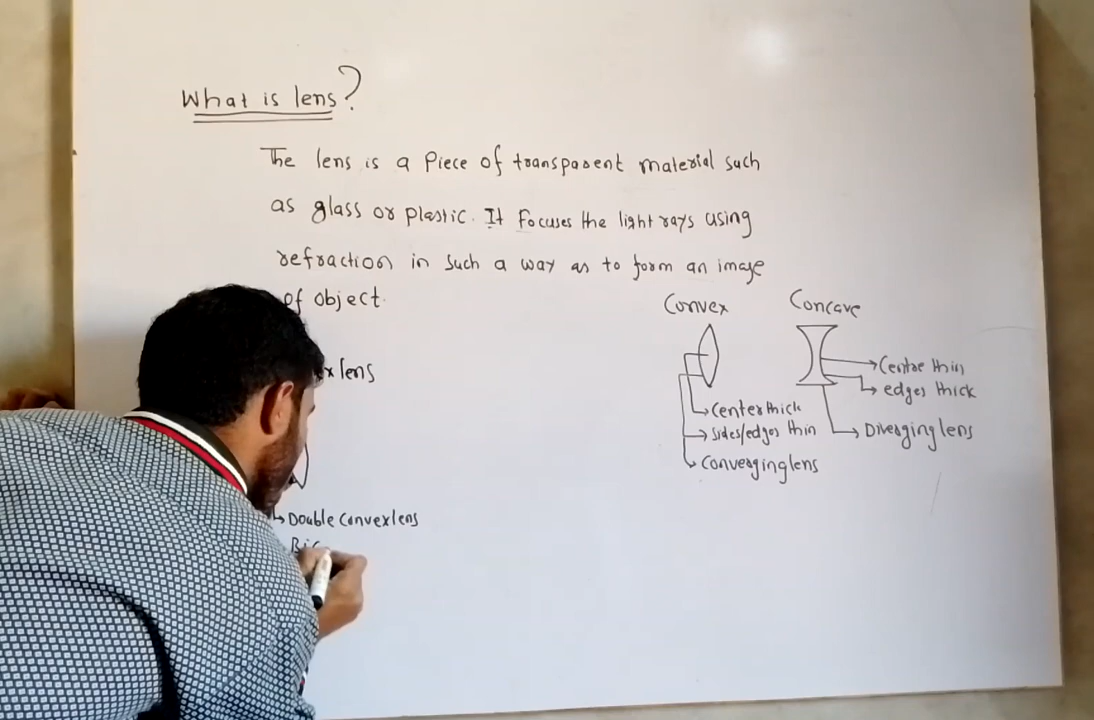 What is lens?
The lens is a Piece of transparent material such
as glass or plastic. It focuses the light rays using
refraction in such a way as to form an image
of object.
Convex Concave
lens
Center thick
Sides/edges thin
Converging lens
Centre thin
edges thick
Diverging lens
Double Convex lens
Bic